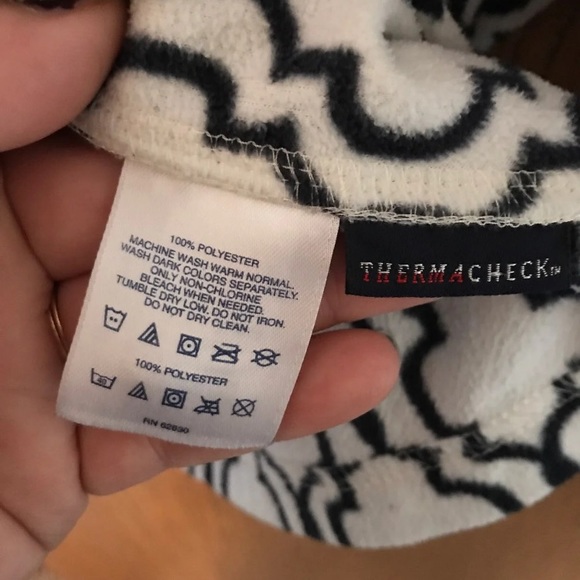 100% POLYESTER
MACHINE WASH WARM NORMAL.
WASH DARK COLORS SEPARATELY.
ONLY NON-CHLORINE
BLEACH WHEN NEEDED.
TUMBLE DRY LOW. DO NOT IRON.
DO NOT DRY CLEAN.
100% POLYESTER
40
RN 62830
THERMACHECK™